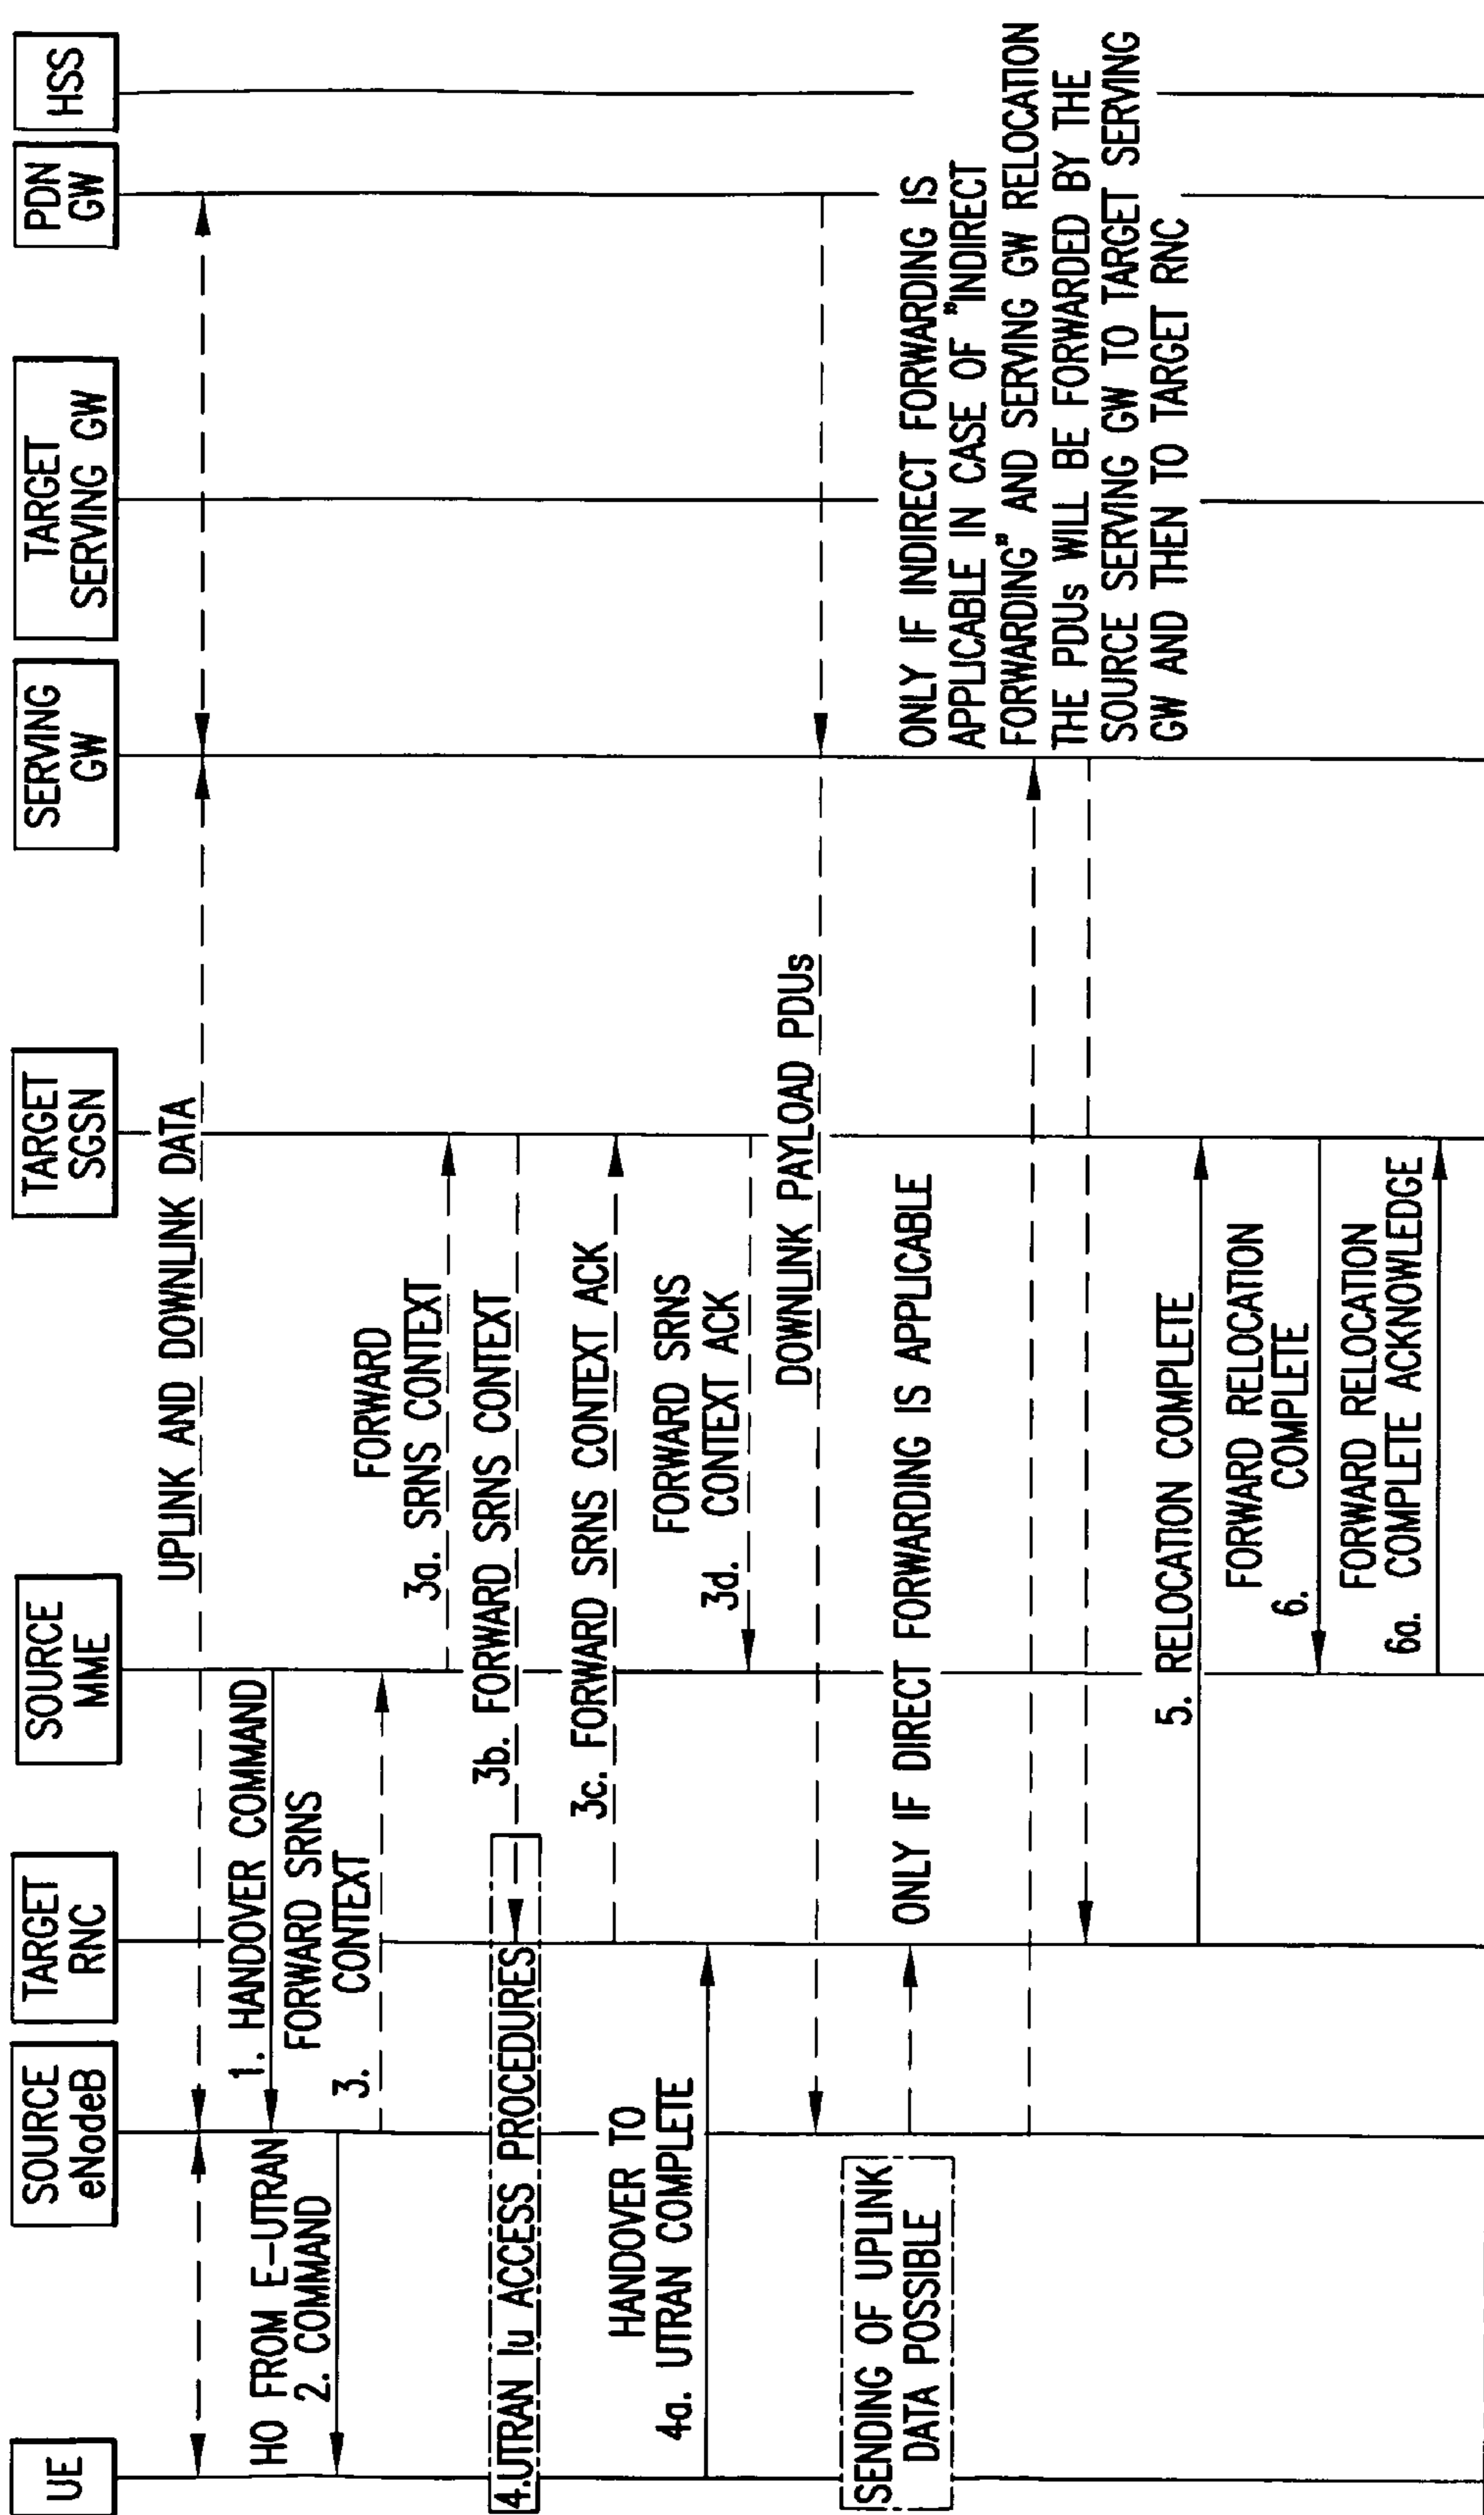 UE
SOURCE
eNodeB
TARGET
RNC
SOURCE
MME
TARGET
SGSN
SERVING
GW
TARGET
SERVING GW
PDN
GW
HSS
UPLINK AND DOWNLINK DATA
1. HANDOVER COMMAND
HO FROM E-UTRAN
2. COMMAND
FORWARD SRNS
3. CONTEXT
FORWARD
3a. SRNS CONTEXT
3b. FORWARD SRNS CONTEXT
4.UTRAN Iu ACCESS PROCEDURES
3c. FORWARD SRNS CONTEXT ACK
HANDOVER TO
4a. UTRAN COMPLETE
FORWARD SRNS
3d. CONTEXT ACK
DOWNLINK PAYLOAD PDUs
SENDING OF UPLINK
DATA POSSIBLE
ONLY IF DIRECT FORWARDING IS APPLICABLE
ONLY IF INDIRECT FORWARDING IS
APPLICABLE IN CASE OF "INDIRECT
FORWARDING" AND SERVING GW RELOCATION
THE PDUs WILL BE FORWARDED BY THE
SOURCE SERVING GW TO TARGET SERVING
GW AND THEN TO TARGET RNC
5. RELOCATION COMPLETE
FORWARD RELOCATION
6. COMPLETE
FORWARD RELOCATION
6a. COMPLETE ACKNOWLEDGE